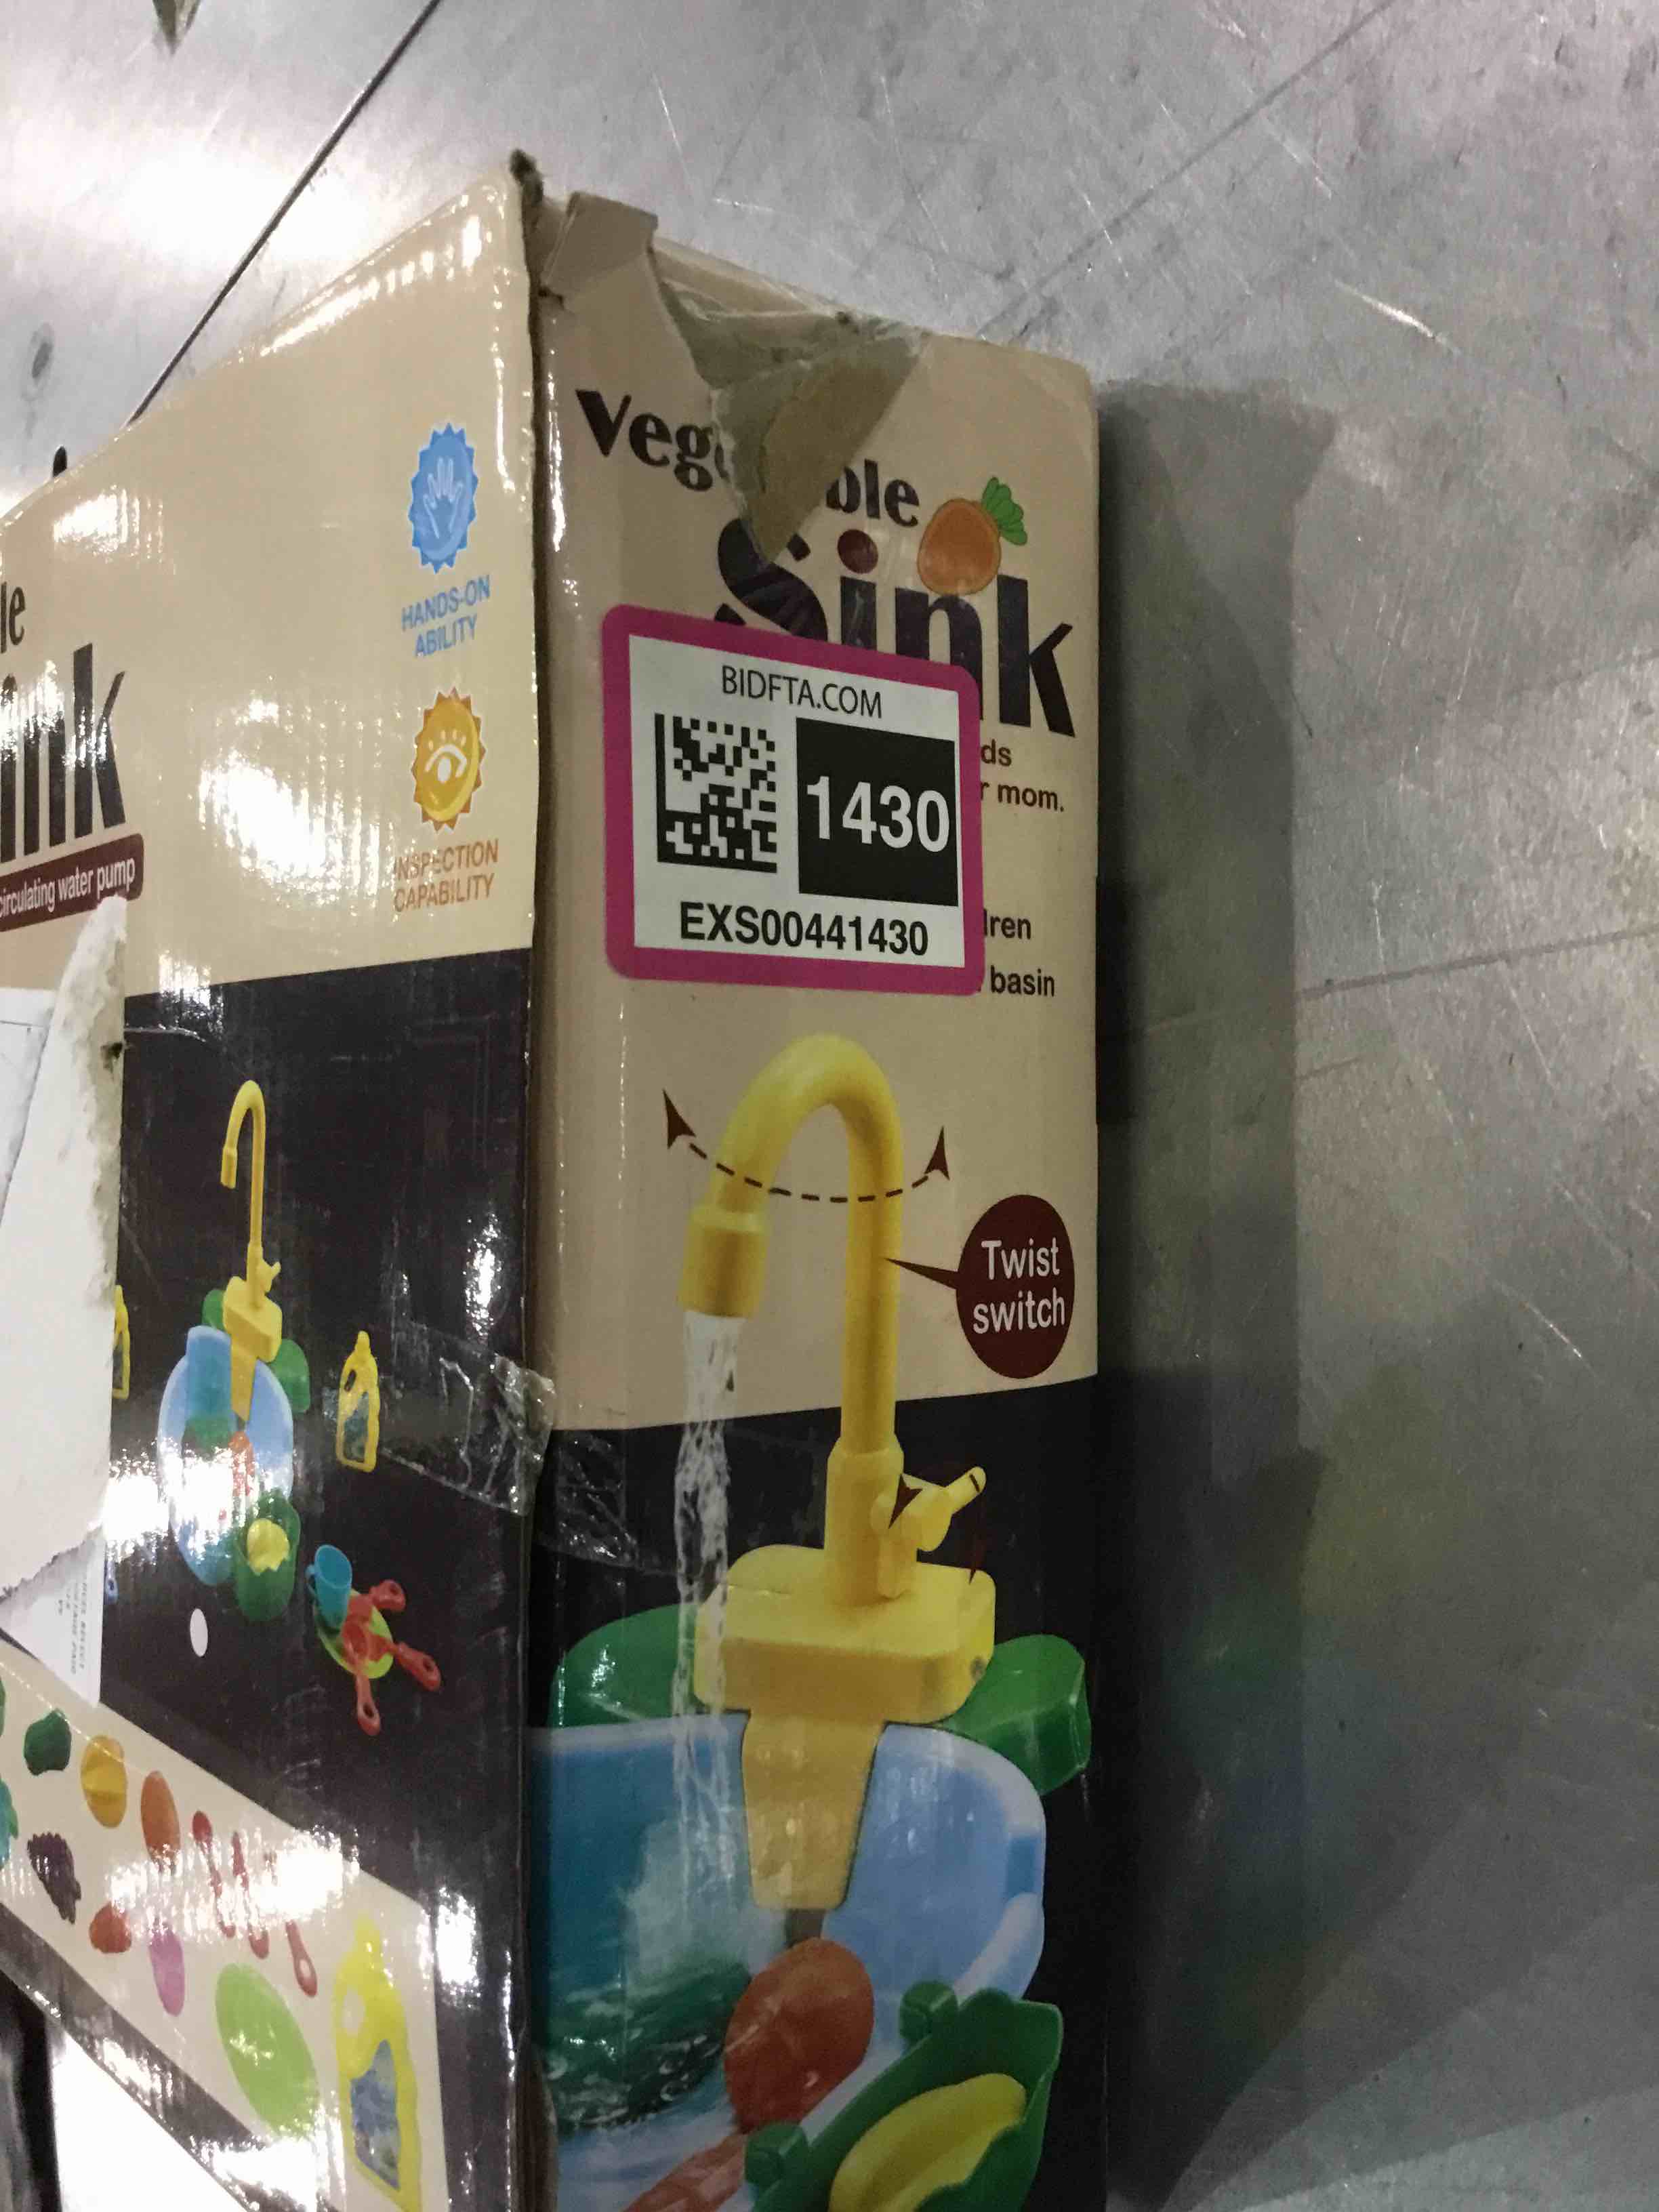 le
ink
circulating water pump
HANDS-ON
ABILITY
INSPECTION
CAPABILITY
Veg ble
Sink
BIDFTA.COM
1430
EXS00441430
ds
r mom.
dren
basin
Twist
switch